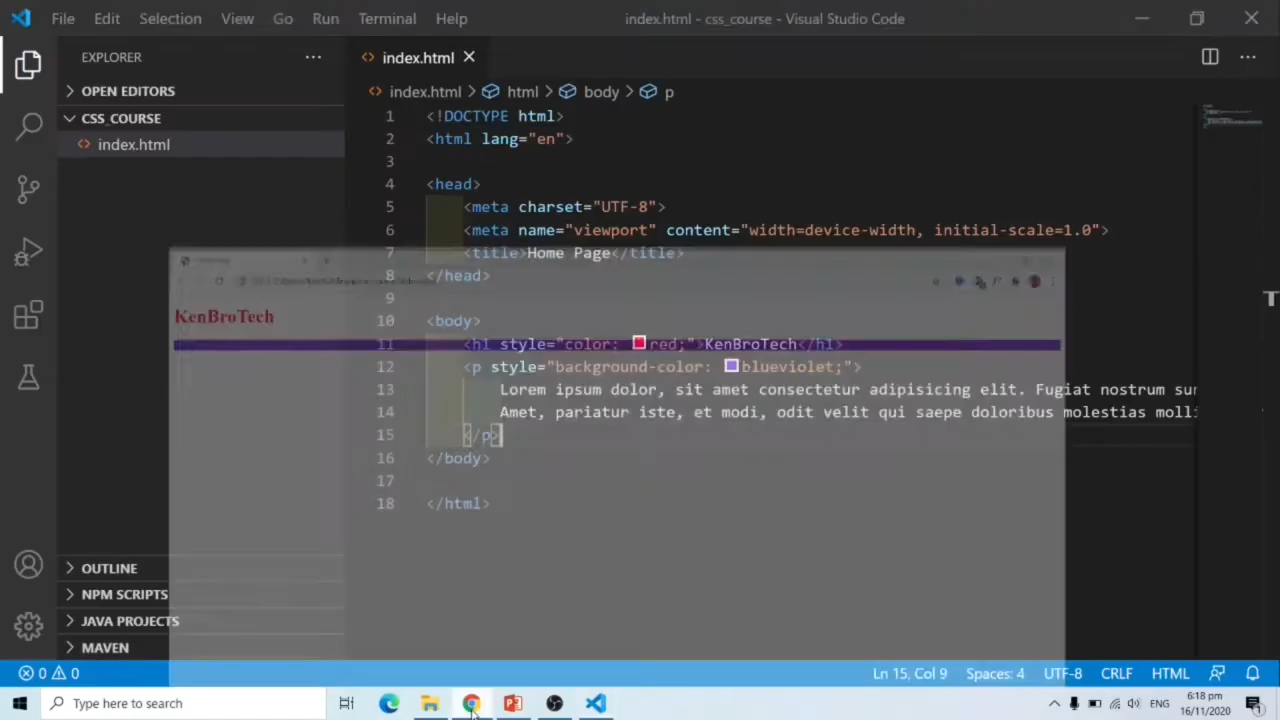 File Edit Selection View Go Run Terminal Help index.html - css_course - Visual Studio Code
EXPLORER
index.html
OPEN EDITORS
index.html > html > body > p
CSS_COURSE
index.html
1 <!DOCTYPE html>
2 <html lang="en">
3
4 <head>
5 <meta charset="UTF-8">
6 <meta name="viewport" content="width=device-width, initial-scale=1.0">
7 <title>Home Page</title>
8 </head>
9
10 <body>
11 <h1 style="color: red;">KenBroTech</h1>
12 <p style="background-color: blueviolet;">
13 Lorem ipsum dolor, sit amet consectetur adipisicing elit. Fugiat nostrum sur
14 Amet, pariatur iste, et modi, odit velit qui saepe doloribus molestias molli
15 </p>
16 </body>
17
18 </html>
KenBroTech
OUTLINE
NPM SCRIPTS
JAVA PROJECTS
MAVEN
0 0 Ln 15, Col 9 Spaces: 4 UTF-8 CRLF HTML
Type here to search
ENG
6:18 pm
16/11/2020
1